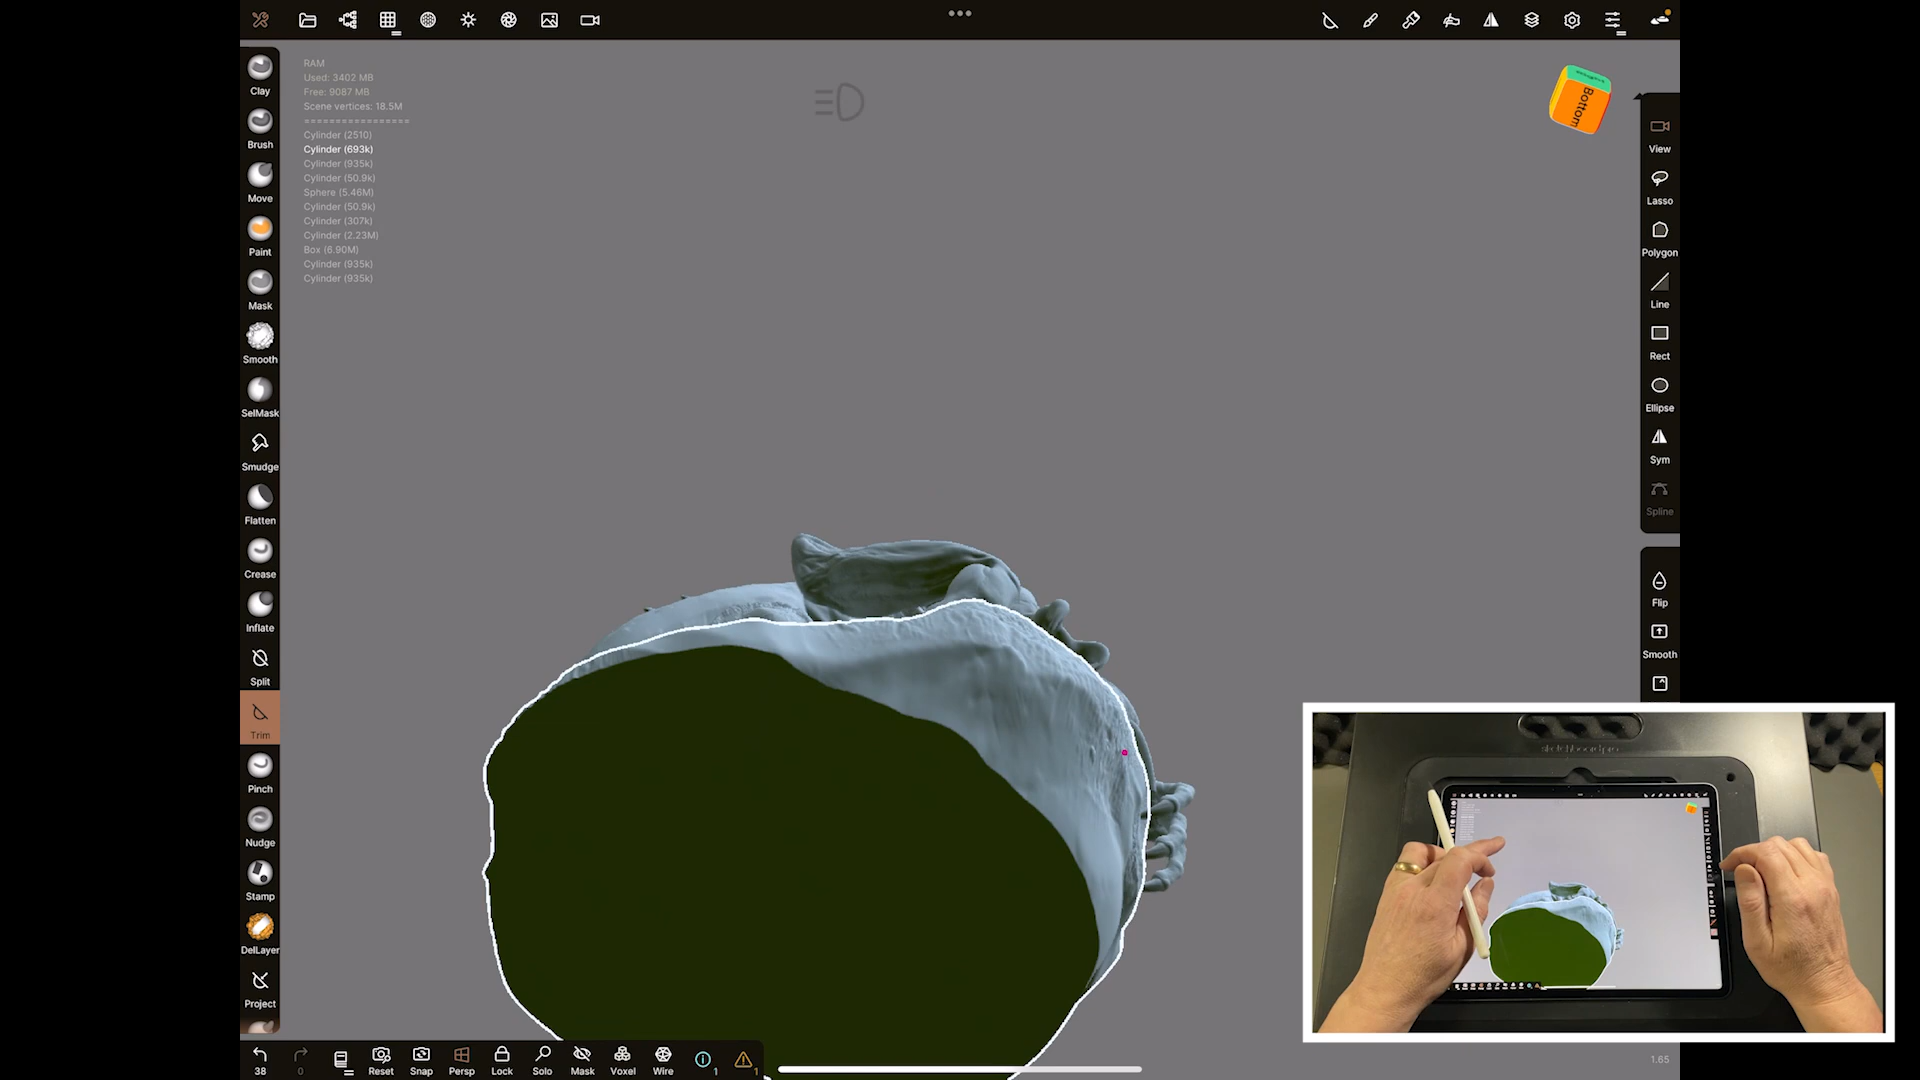 RAM
Used: 3402 MB
Free: 9087 MB
Scene vertices: 18.5M
=================
Cylinder (2510)
Cylinder (693k)
Cylinder (935k)
Cylinder (50.9k)
Sphere (5.46M)
Cylinder (50.9k)
Cylinder (307k)
Cylinder (2.23M)
Box (6.90M)
Cylinder (935k)
Cylinder (935k)
Clay
Brush
Move
Paint
Mask
Smooth
SelMask
Smudge
Flatten
Crease
Inflate
Split
Trim
Pinch
Nudge
Stamp
DelLayer
Project
Bottom
View
Lasso
Polygon
Line
Rect
Ellipse
Sym
Spline
Flip
Smooth
sketchboard pro
38
0
Reset
Snap
Persp
Lock
Solo
Mask
Voxel
Wire
1
1
1.65